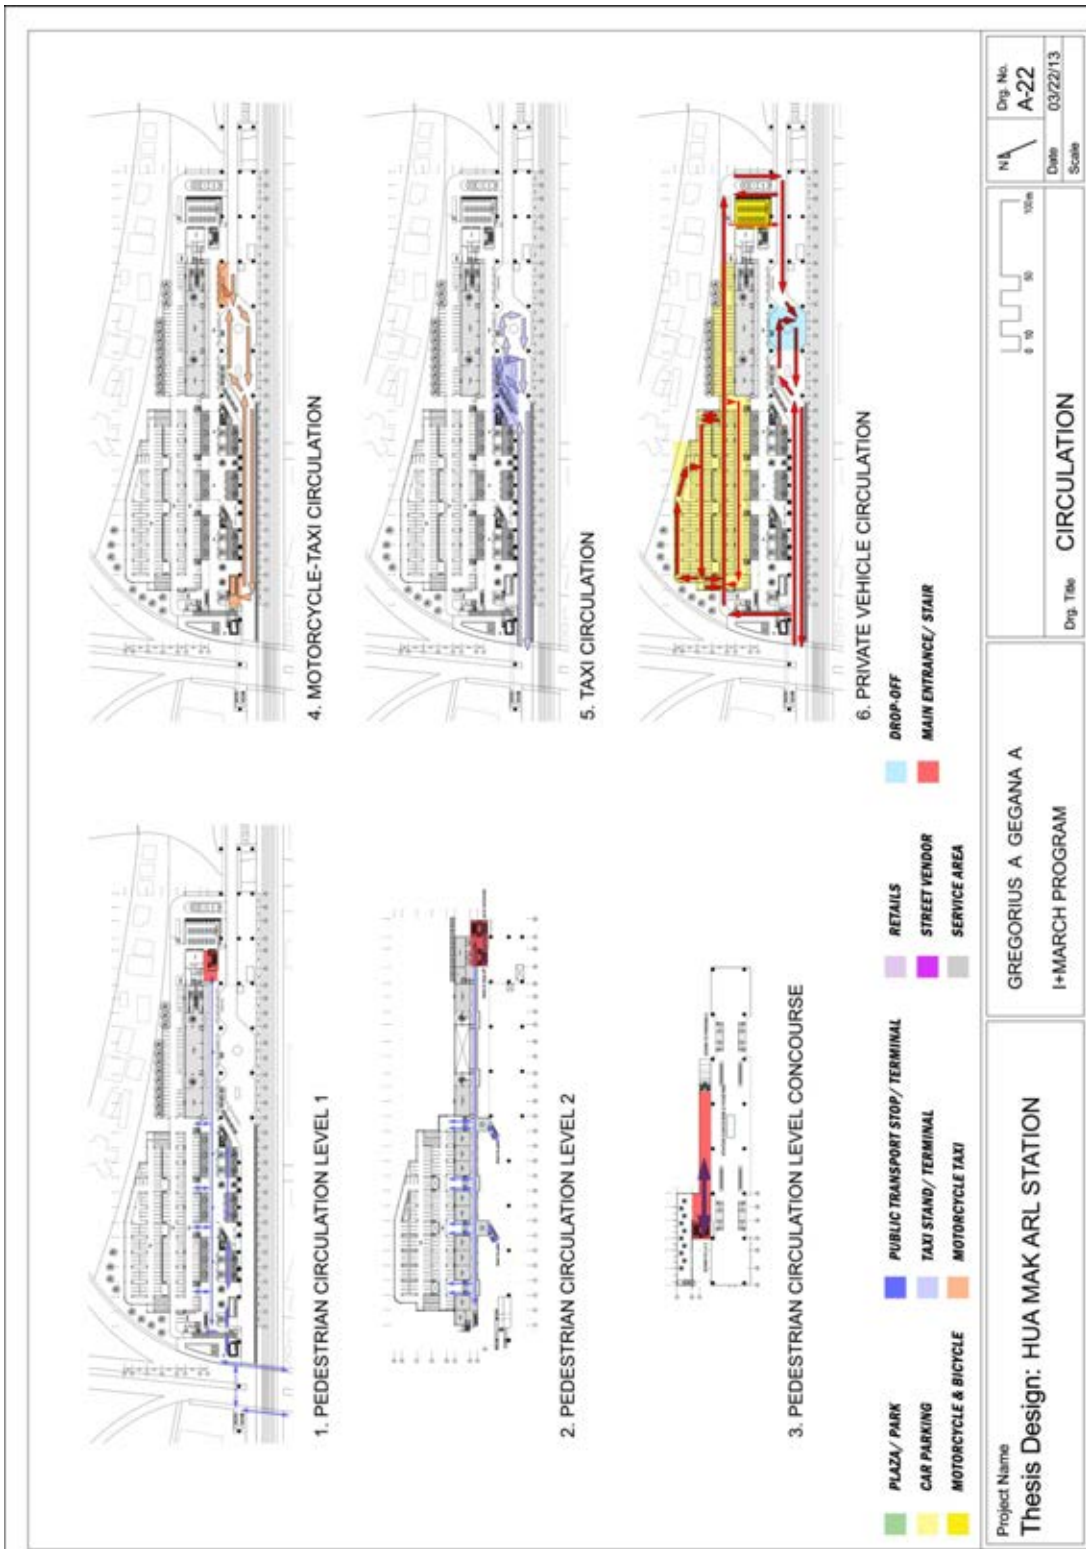 1. PEDESTRIAN CIRCULATION LEVEL 1
2. PEDESTRIAN CIRCULATION LEVEL 2
3. PEDESTRIAN CIRCULATION LEVEL CONCOURSE
4. MOTORCYCLE-TAXI CIRCULATION
5. TAXI CIRCULATION
6. PRIVATE VEHICLE CIRCULATION
PLAZA/ PARK
CAR PARKING
MOTORCYCLE & BICYCLE
PUBLIC TRANSPORT STOP/ TERMINAL
TAXI STAND/ TERMINAL
MOTORCYCLE TAXI
RETAILS
STREET VENDOR
SERVICE AREA
DROP-OFF
MAIN ENTRANCE/ STAIR
Project Name
Thesis Design: HUA MAK ARL STATION
GREGORIUS A GEGANA A
I+MARCH PROGRAM
0 10 50 100m
Drg. Title CIRCULATION
N
Drg. No.
A-22
Date 03/22/13
Scale